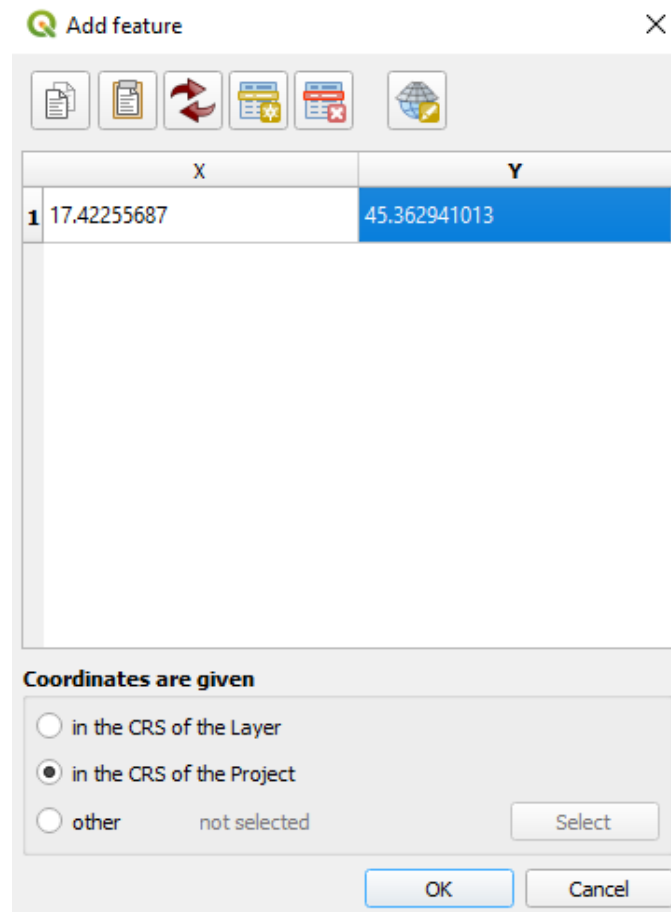 Add feature
X Y
1 17.42255687 45.362941013
Coordinates are given
in the CRS of the Layer
in the CRS of the Project
other not selected Select
OK Cancel